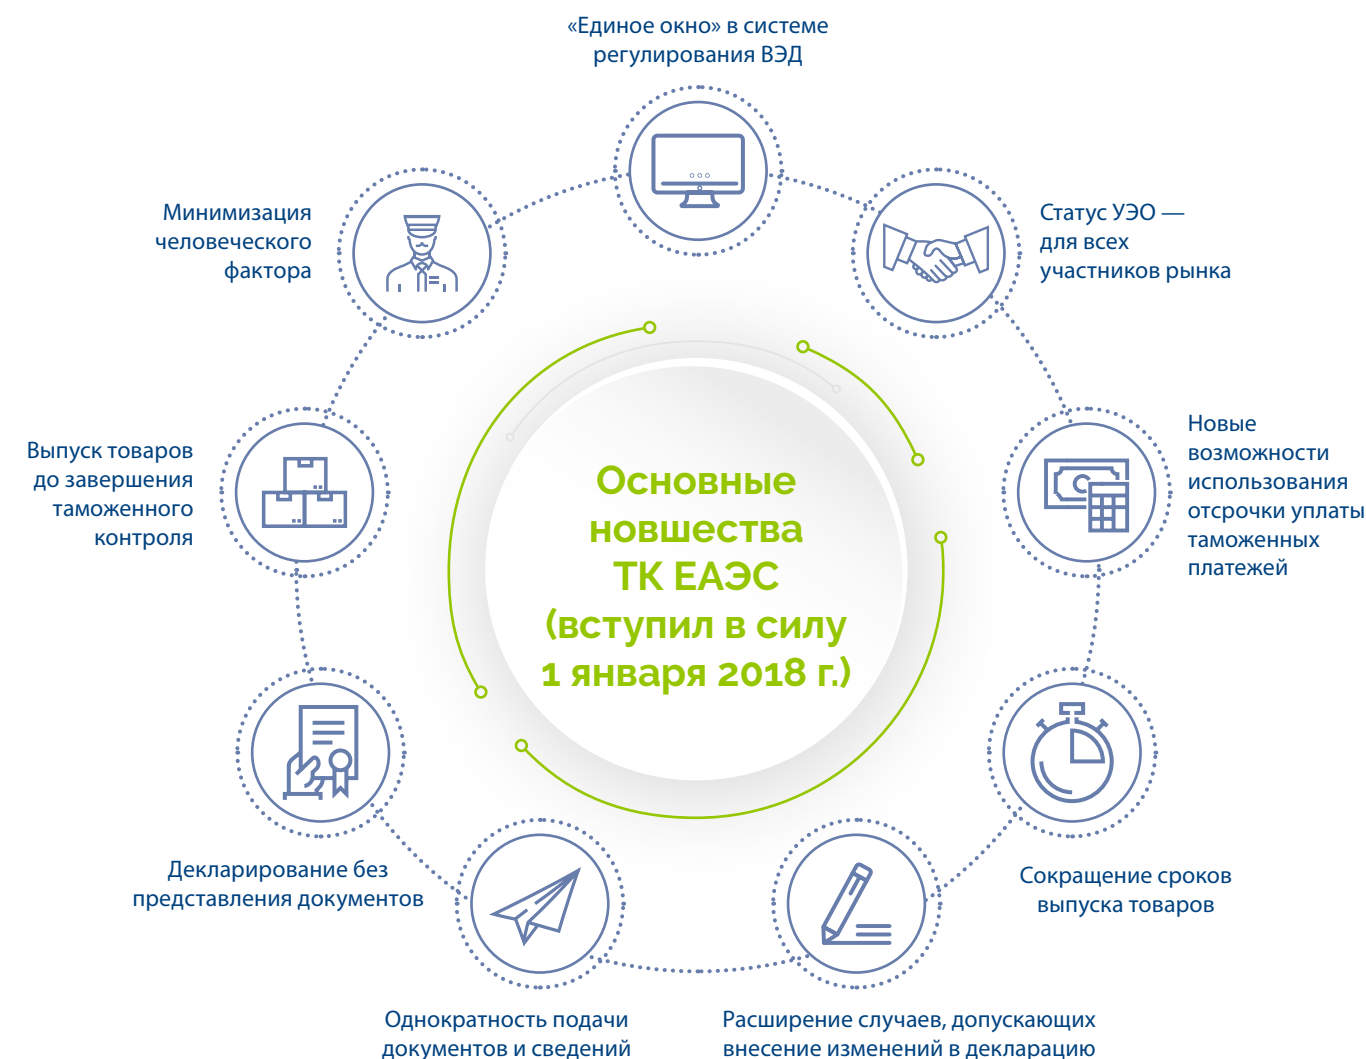 «Единое окно» в системе
регулирования ВЭД
Статус УЭО —
для всех
участников рынка
Новые
возможности
использования
отсрочки уплаты
таможенных
платежей
Сокращение сроков
выпуска товаров
Расширение случаев, допускающих
внесение изменений в декларацию
Однократность подачи
документов и сведений
Декларирование без
представления документов
Выпуск товаров
до завершения
таможенного
контроля
Минимизация
человеческого
фактора
Основные
новшества
ТК ЕАЭС
(вступил в силу
1 января 2018 г.)